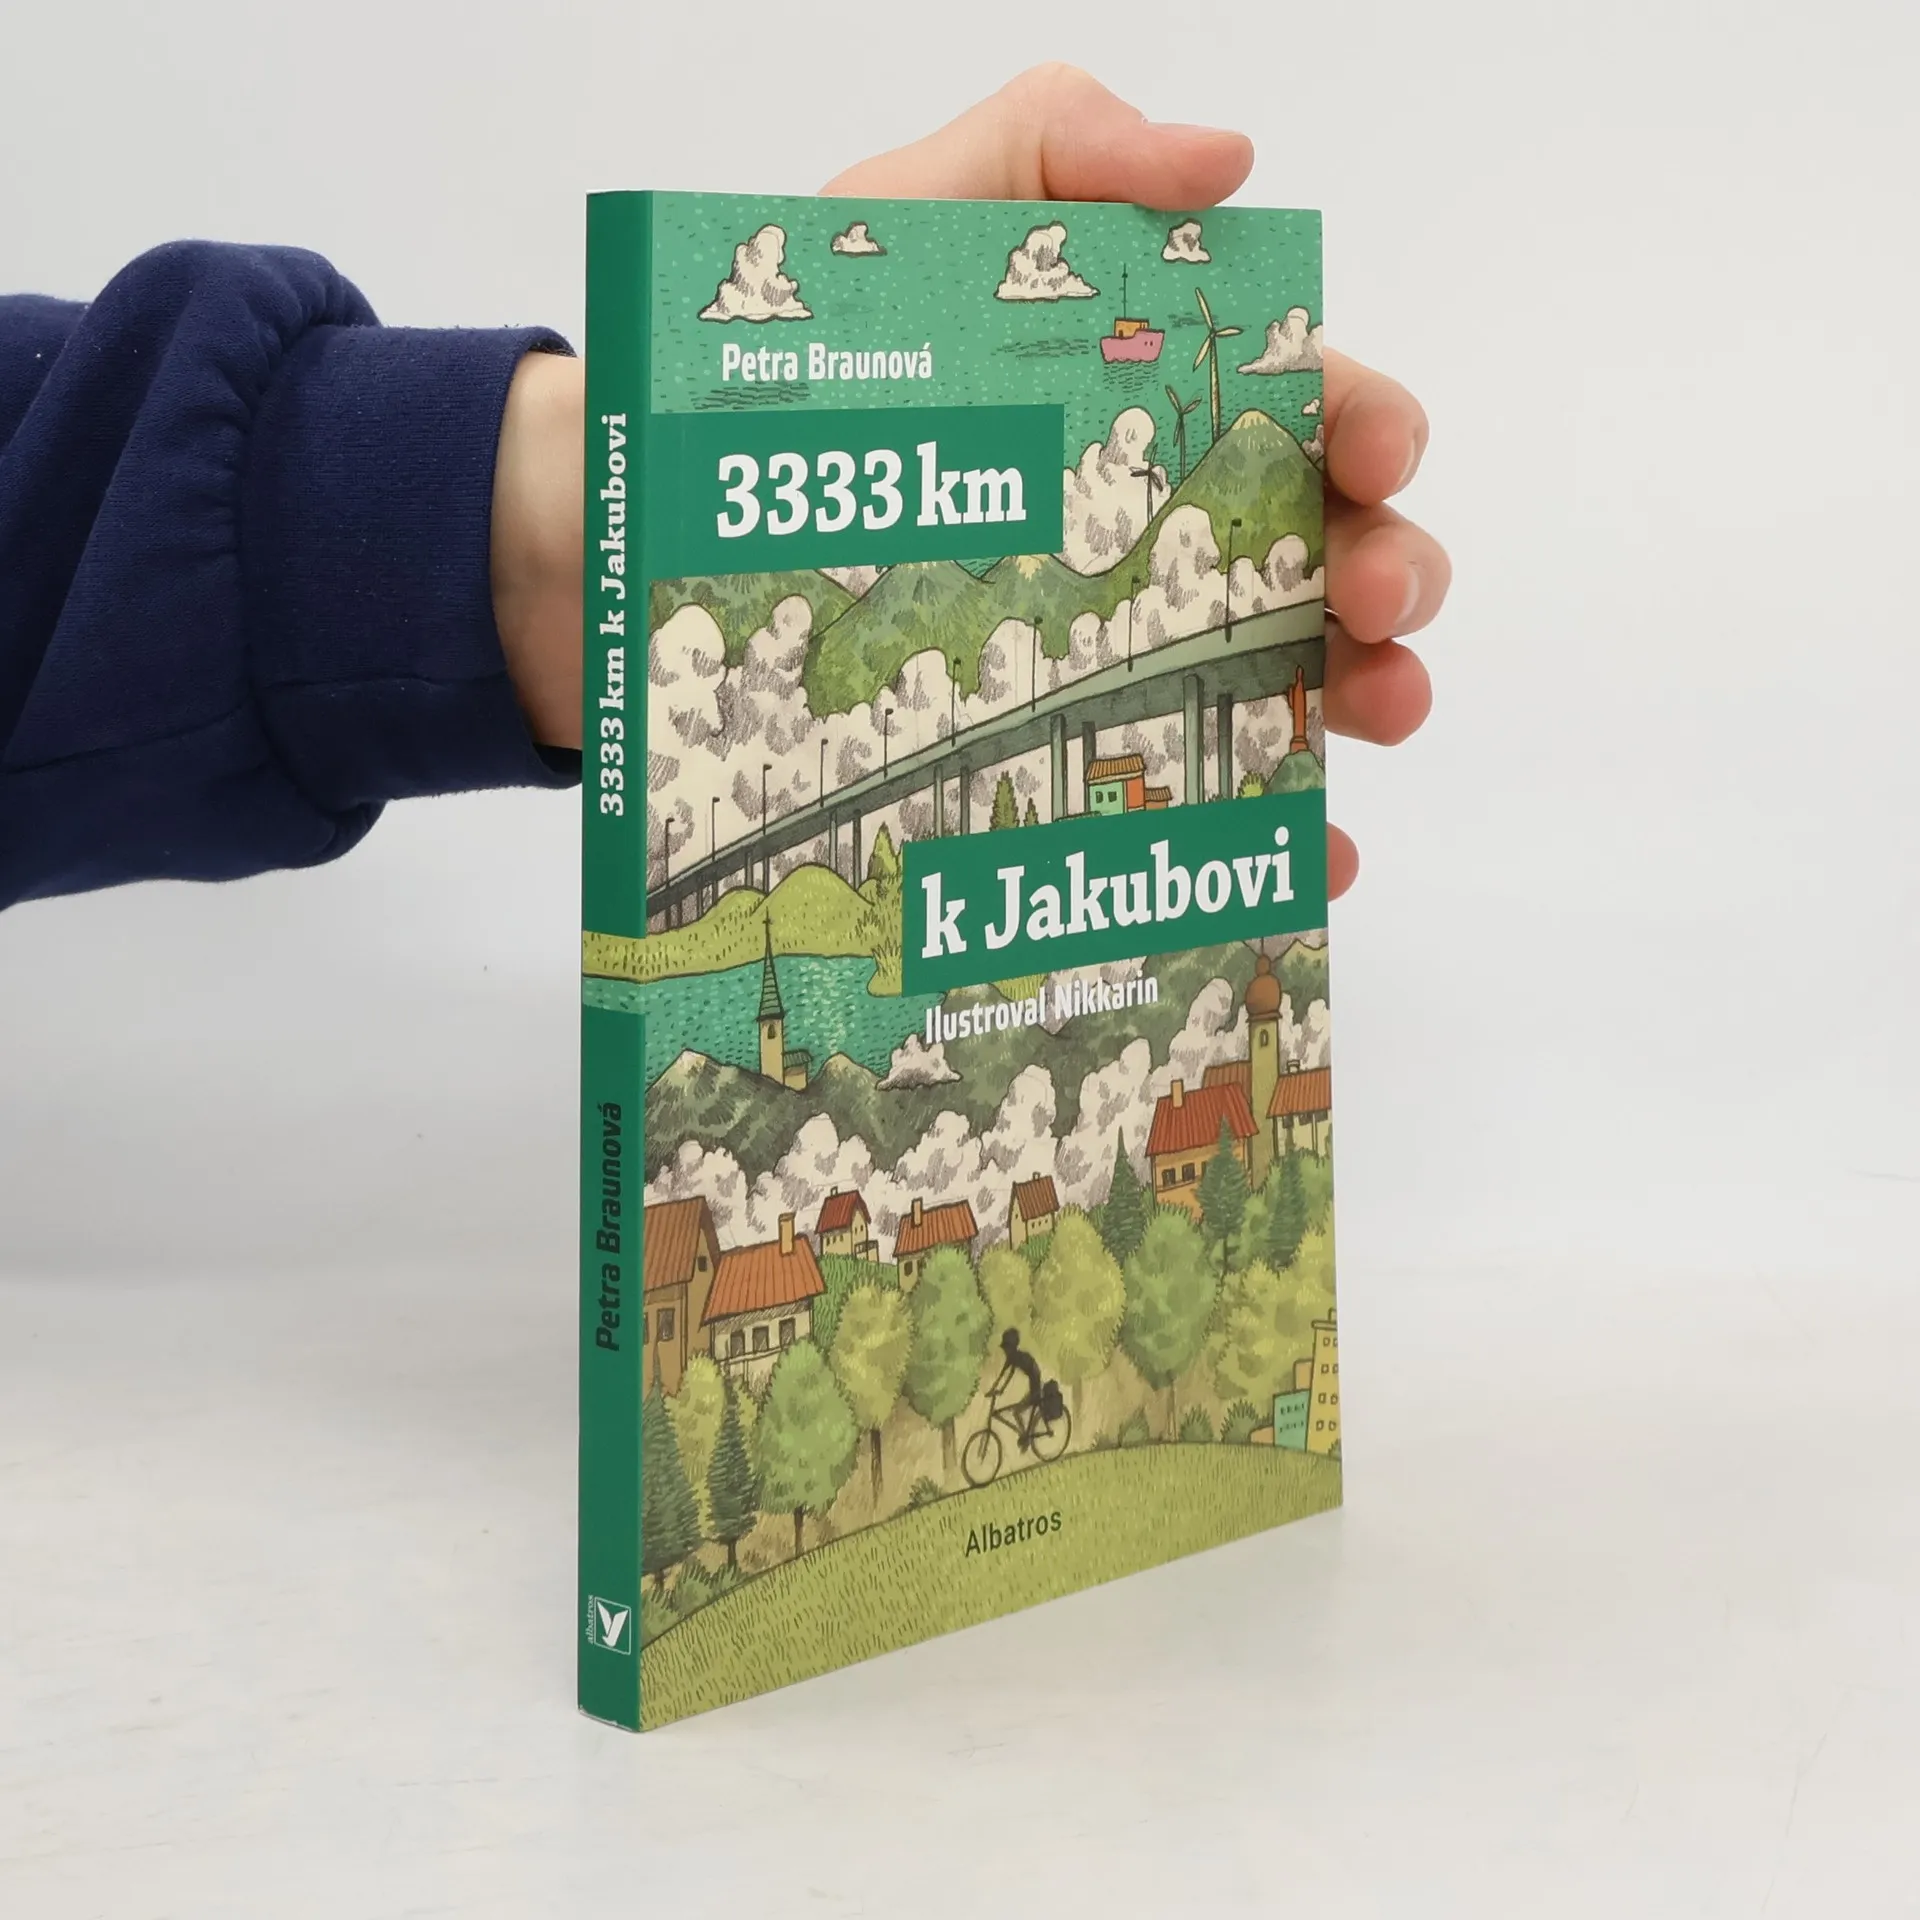 Petra Braunová
3333 km
k Jakubovi
Ilustroval Nikkarin
Albatros
3333 km k Jakubovi
Petra Braunová
albatros